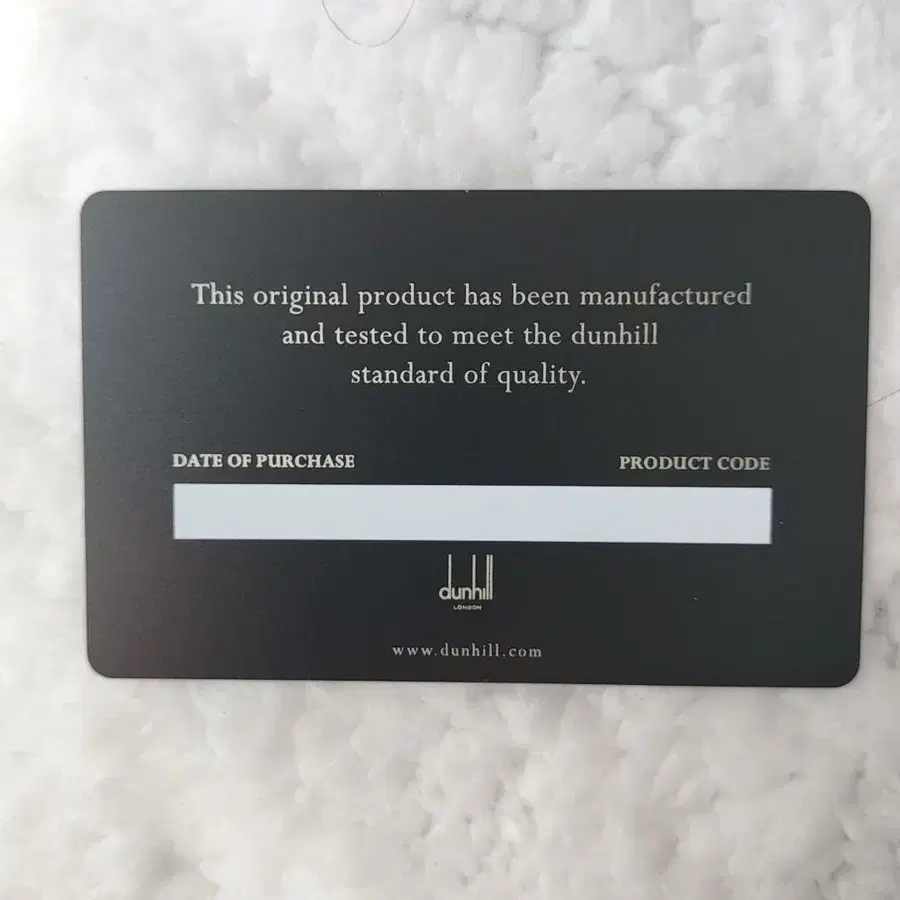 This original product has been manufactured
and tested to meet the dunhill
standard of quality.
DATE OF PURCHASE PRODUCT CODE
dunhill
LONDON
www.dunhill.com